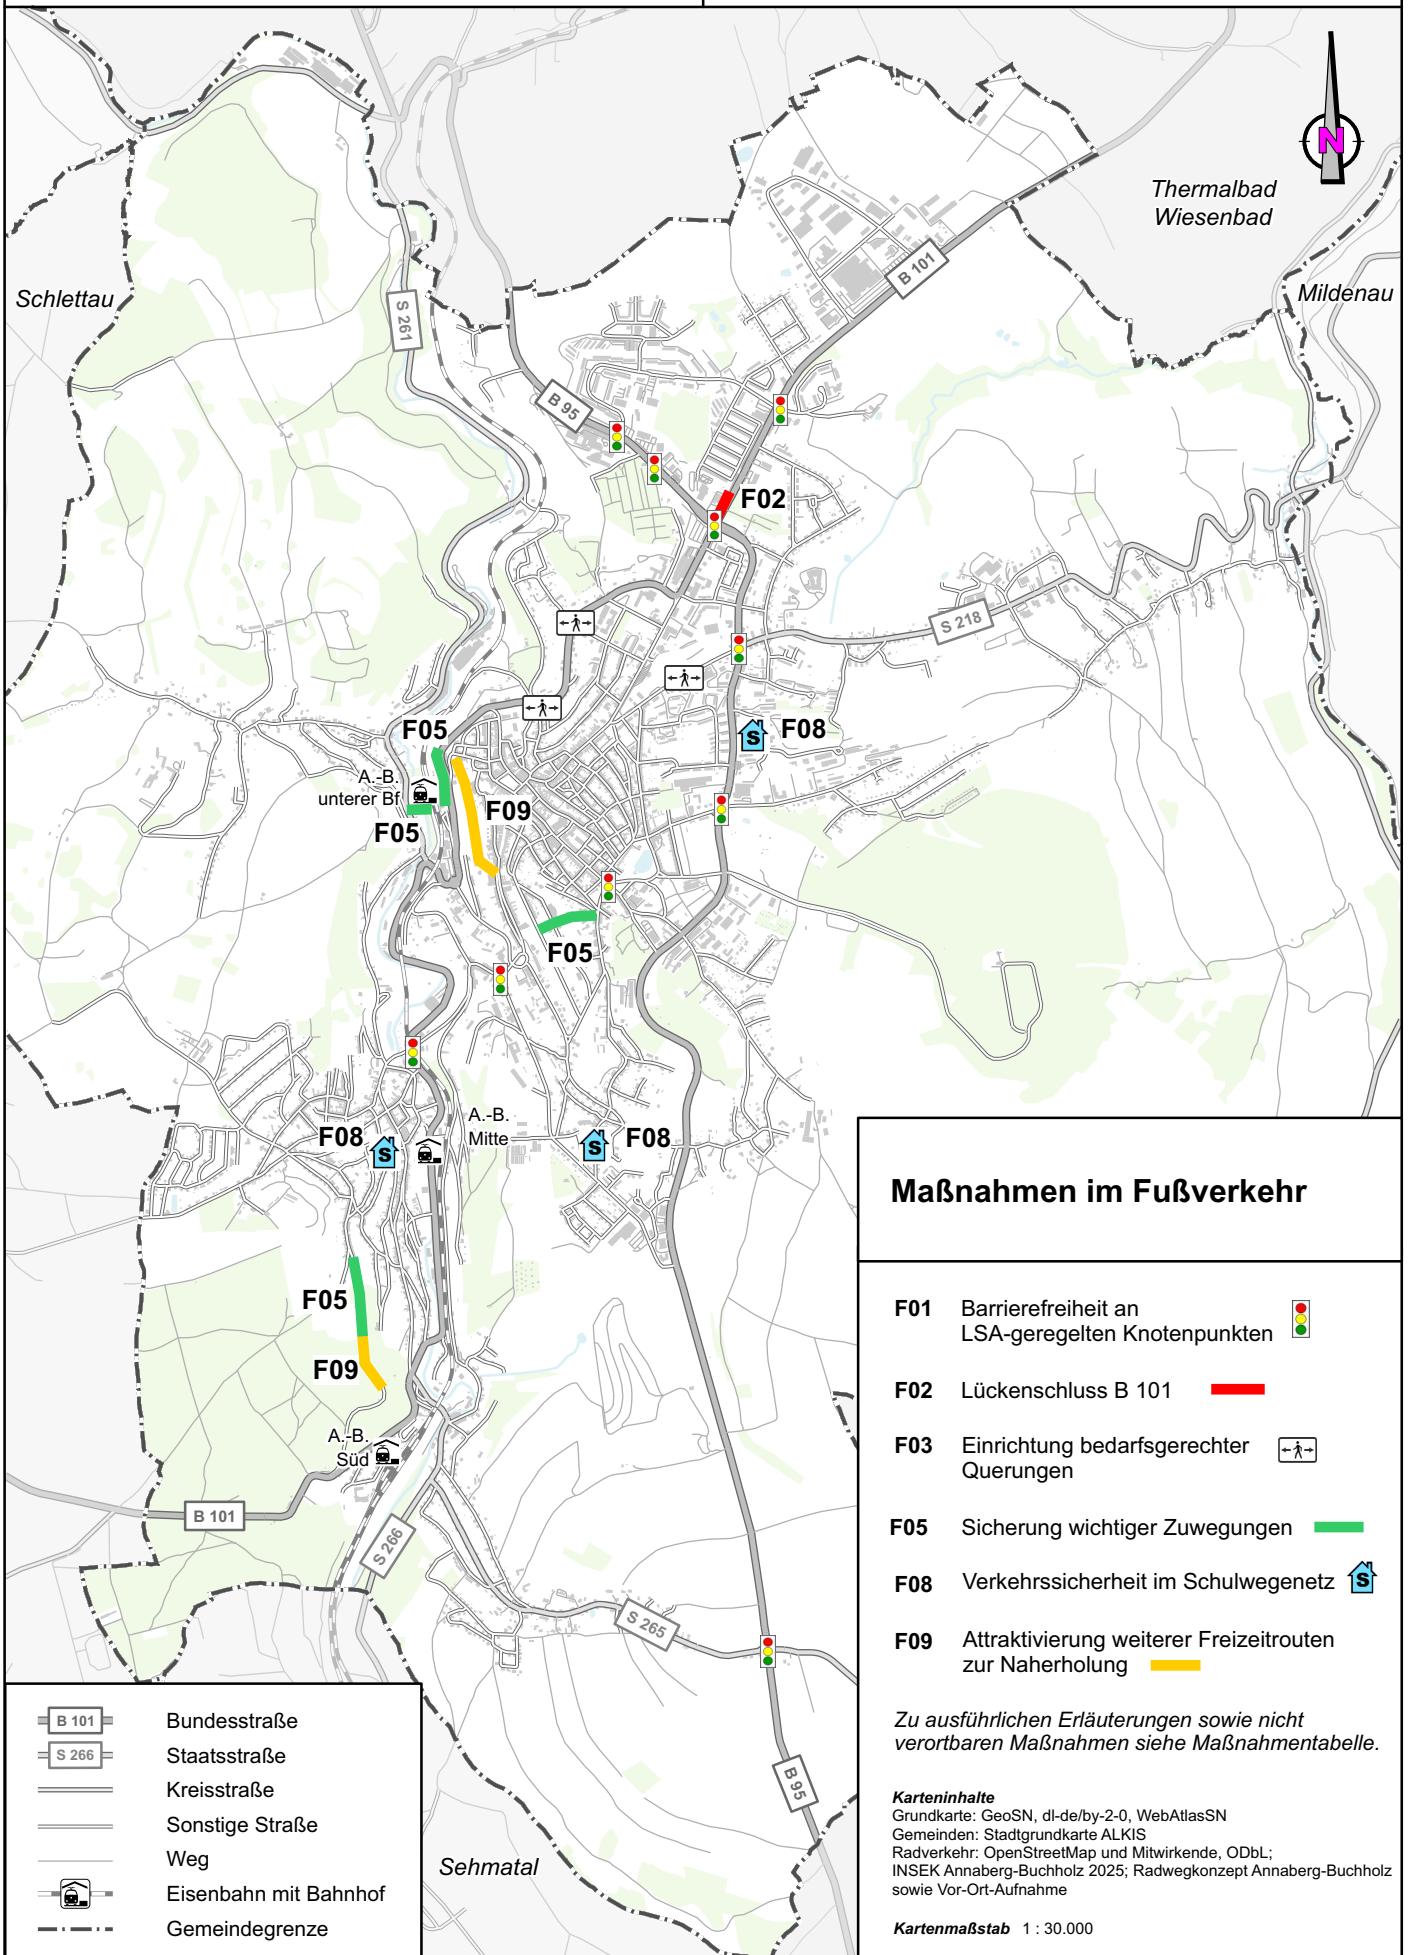 N
Thermalbad
Wiesenbad
Schlettau
Mildenau
S 261
B 101
B 95
F02
S 218
F05
F08
A.-B.
unterer Bf
F09
F05
F05
A.-B.
Mitte
F08
S
S
F08
S
F05
F09
A.-B.
Süd
B 101
S 266
S 265
B 95
Sehmatal
Maßnahmen im Fußverkehr
F01 Barrierefreiheit an
LSA-geregelten Knotenpunkten
F02 Lückenschluss B 101
F03 Einrichtung bedarfsgerechter
Querungen
F05 Sicherung wichtiger Zuwegungen
F08 Verkehrssicherheit im Schulwegenetz S
F09 Attraktivierung weiterer Freizeitrouten
zur Naherholung
Zu ausführlichen Erläuterungen sowie nicht
verortbaren Maßnahmen siehe Maßnahmentabelle.
Karteninhalte
Grundkarte: GeoSN, dl-de/by-2-0, WebAtlasSN
Gemeinden: Stadtgrundkarte ALKIS
Radverkehr: OpenStreetMap und Mitwirkende, ODbL;
INSEK Annaberg-Buchholz 2025; Radwegkonzept Annaberg-Buchholz
sowie Vor-Ort-Aufnahme
Kartenmaßstab 1 : 30.000
B 101 Bundesstraße
S 266 Staatsstraße
Kreisstraße
Sonstige Straße
Weg
Eisenbahn mit Bahnhof
Gemeindegrenze